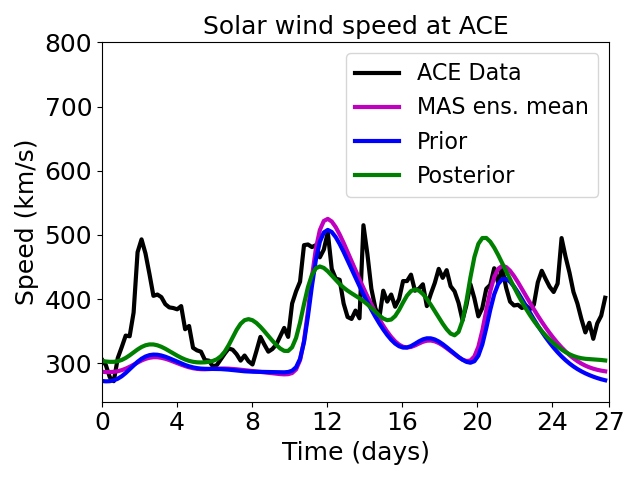 Solar wind speed at ACE
800
700
600
500
400
300
Speed (km/s)
ACE Data
MAS ens. mean
Prior
Posterior
0 4 8 12 16 20 24 27
Time (days)